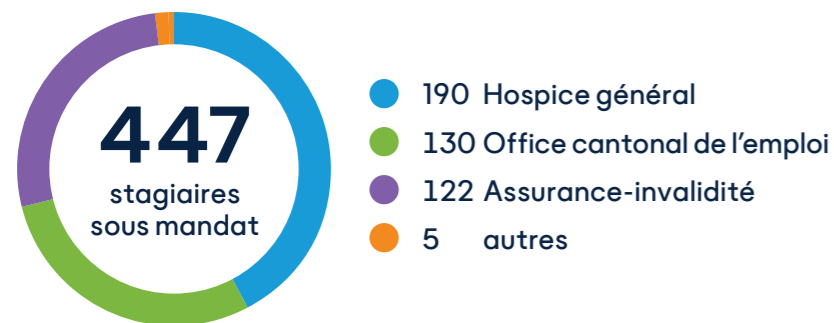 447
stagiaires
sous mandat
190 Hospice général
130 Office cantonal de l’emploi
122 Assurance-invalidité
5 autres